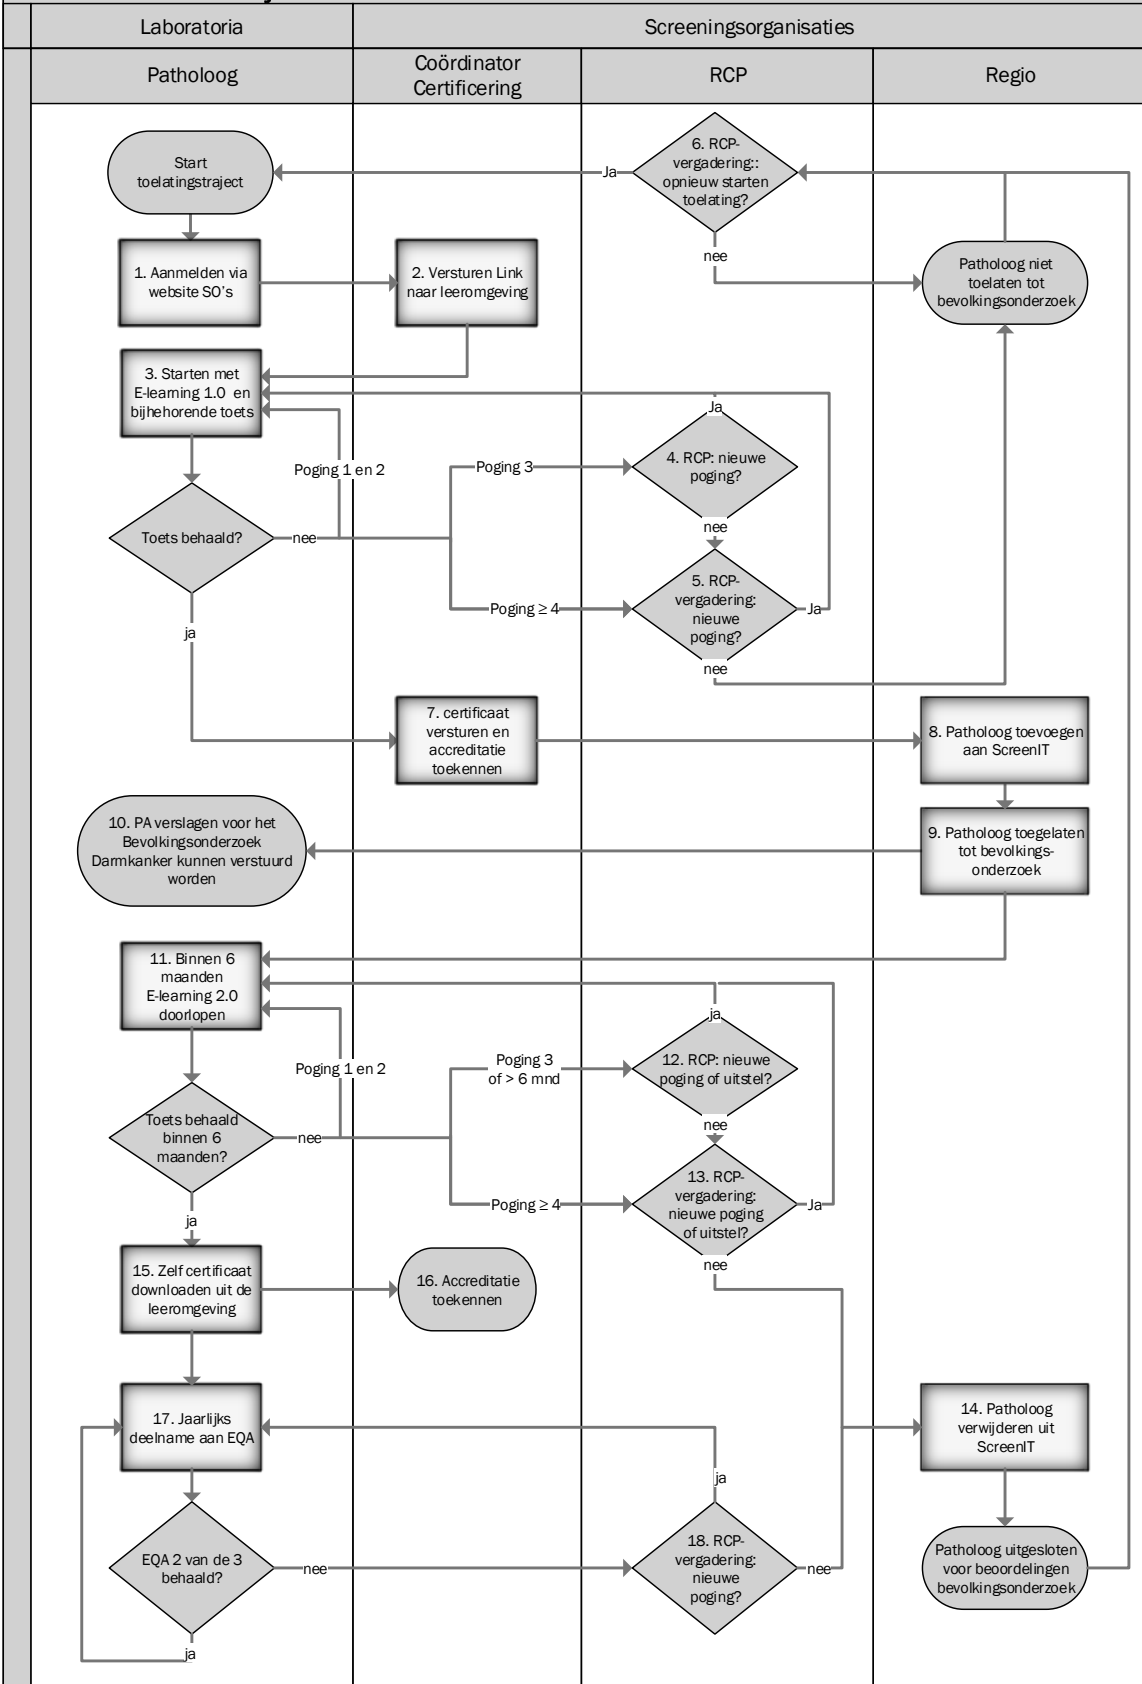 Laboratoria
Screeningsorganisaties
Patholoog
Coördinator
Certificering
RCP
Regio
Start
toelatingstraject
6. RCP-
vergadering::
opnieuw starten
toelating?
Ja
nee
Patholoog niet
toelaten tot
bevolkingsonderzoek
1. Aanmelden via
website SO's
2. Versturen Link
naar leeromgeving
3. Starten met
E-learning 1.0 en
bijhehorende toets
Ja
Poging 1 en 2
Poging 3
4. RCP: nieuwe
poging?
nee
Toets behaald?
nee
Poging ≥ 4
5. RCP-
vergadering:
nieuwe
poging?
Ja
nee
ja
7. certificaat
versturen en
accreditatie
toekennen
8. Patholoog toevoegen
aan ScreenIT
10. PA verslagen voor het
Bevolkingsonderzoek
Darmkanker kunnen verstuurd
worden
9. Patholoog toegelaten
tot bevolkings-
onderzoek
11. Binnen 6
maanden
E-learning 2.0
doorlopen
ja
Poging 1 en 2
Poging 3
of > 6 mnd
12. RCP: nieuwe
poging of uitstel?
nee
Toets behaald
binnen 6
maanden?
nee
Poging ≥ 4
13. RCP-
vergadering:
nieuwe poging
of uitstel?
Ja
nee
ja
15. Zelf certificaat
downloaden uit de
leeromgeving
16. Accreditatie
toekennen
17. Jaarlijks
deelname aan EQA
14. Patholoog
verwijderen uit
ScreenIT
ja
EQA 2 van de 3
behaald?
nee
18. RCP-
vergadering:
nieuwe
poging?
nee
Patholoog uitgesloten
voor beoordelingen
bevolkingsonderzoek
ja